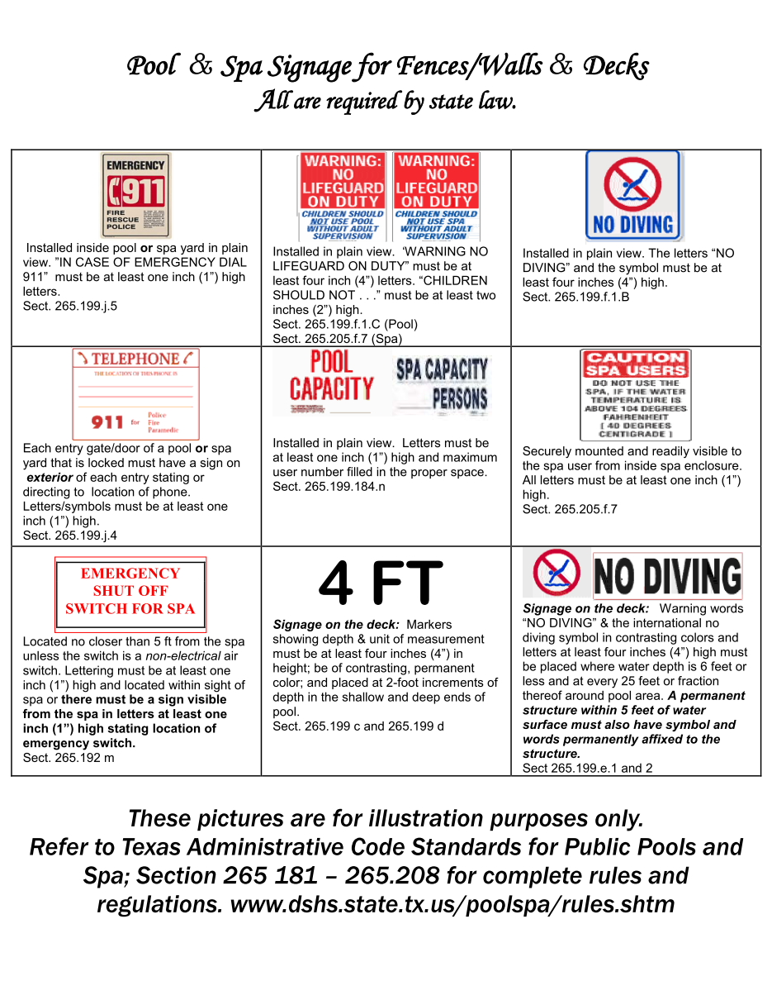 Pool & Spa Signage for Fences/Walls & Decks
All are required by state law.
EMERGENCY
911
FIRE
RESCUE
POLICE
Installed inside pool or spa yard in plain
view. ”IN CASE OF EMERGENCY DIAL
911” must be at least one inch (1”) high
letters.
Sect. 265.199.j.5
WARNING:
NO
LIFEGUARD
ON DUTY
CHILDREN SHOULD
NOT USE POOL
WITHOUT ADULT
SUPERVISION
WARNING:
NO
LIFEGUARD
ON DUTY
CHILDREN SHOULD
NOT USE SPA
WITHOUT ADULT
SUPERVISION
Installed in plain view. ‘WARNING NO
LIFEGUARD ON DUTY” must be at
least four inch (4”) letters. “CHILDREN
SHOULD NOT . . .” must be at least two
inches (2”) high.
Sect. 265.199.f.1.C (Pool)
Sect. 265.205.f.7 (Spa)
NO DIVING
Installed in plain view. The letters “NO
DIVING” and the symbol must be at
least four inches (4”) high.
Sect. 265.199.f.1.B
TELEPHONE
THE LOCATION OF THIS PHONE IS
911 for Police
Fire
Paramedic
Each entry gate/door of a pool or spa
yard that is locked must have a sign on
exterior of each entry stating or
directing to location of phone.
Letters/symbols must be at least one
inch (1”) high.
Sect. 265.199.j.4
POOL
CAPACITY
SPA CAPACITY
PERSONS
Installed in plain view. Letters must be
at least one inch (1”) high and maximum
user number filled in the proper space.
Sect. 265.199.184.n
CAUTION
SPA USERS
DO NOT USE THE
SPA, IF THE WATER
TEMPERATURE IS
ABOVE 104 DEGREES
FAHRENHEIT
[ 40 DEGREES
CENTIGRADE ]
Securely mounted and readily visible to
the spa user from inside spa enclosure.
All letters must be at least one inch (1”)
high.
Sect. 265.205.f.7
EMERGENCY
SHUT OFF
SWITCH FOR SPA
Located no closer than 5 ft from the spa
unless the switch is a non-electrical air
switch. Lettering must be at least one
inch (1”) high and located within sight of
spa or there must be a sign visible
from the spa in letters at least one
inch (1”) high stating location of
emergency switch.
Sect. 265.192 m
4 FT
Signage on the deck: Markers
showing depth & unit of measurement
must be at least four inches (4”) in
height; be of contrasting, permanent
color; and placed at 2-foot increments of
depth in the shallow and deep ends of
pool.
Sect. 265.199 c and 265.199 d
NO DIVING
Signage on the deck: Warning words
“NO DIVING” & the international no
diving symbol in contrasting colors and
letters at least four inches (4”) high must
be placed where water depth is 6 feet or
less and at every 25 feet or fraction
thereof around pool area. A permanent
structure within 5 feet of water
surface must also have symbol and
words permanently affixed to the
structure.
Sect 265.199.e.1 and 2
These pictures are for illustration purposes only.
Refer to Texas Administrative Code Standards for Public Pools and
Spa; Section 265 181 – 265.208 for complete rules and
regulations. www.dshs.state.tx.us/poolspa/rules.shtm